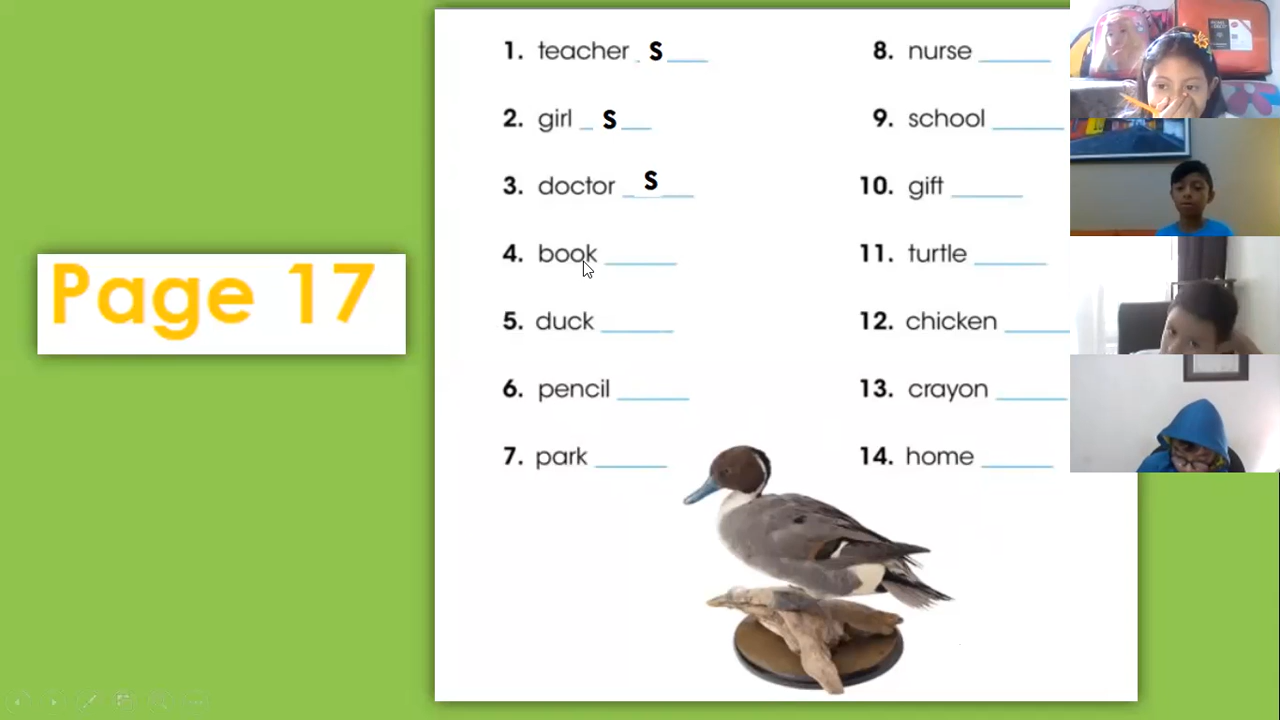 Page 17
1. teacher s
2. girl s
3. doctor s
4. book
5. duck
6. pencil
7. park
8. nurse
9. school
10. gift
11. turtle
12. chicken
13. crayon
14. home